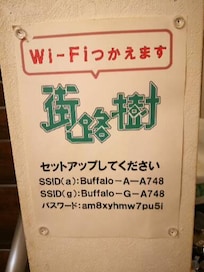 Wi-Fiつかえます
街路樹
セットアップしてください
SSID(a):Buffalo-A-A748
SSID(g):Buffalo-G-A748
パスワード:am8xyhmw7pu5i